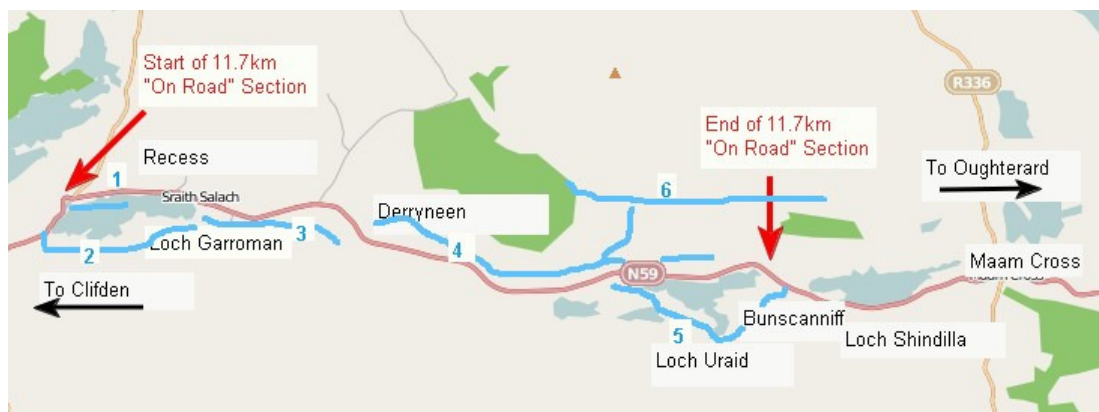 Start of 11.7km
"On Road" Section
Recess
1
Sraith Salach
2
Loch Garroman
3
To Clifden
Derryneen
4
6
End of 11.7km
"On Road" Section
N59
5
Bunscanniff
Loch Uraid
R336
To Oughterard
Maam Cross
Loch Shindilla